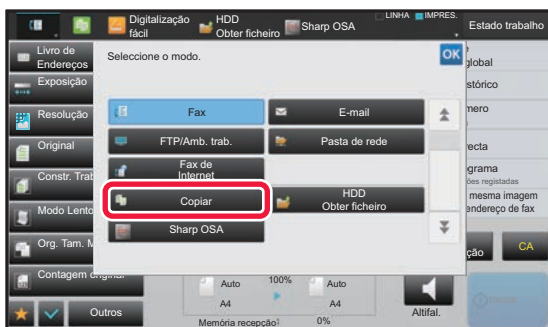 Digitalização
fácil
HDD
Obter ficheiro
Sharp OSA
LINHA
IMPRES.
Estado trabalho
Livro de
Endereços
Seleccione o modo.
OK
global
Exposição
stórico
Fax
E-mail
Resolução
mero
FTP/Amb. trab.
Pasta de rede
Original
recta
Fax de
Internet
grama
ões registadas
Constr. Trab
Copiar
HDD
Obter ficheiro
mesma imagem
endereço de fax
Modo Lento
Sharp OSA
Org. Tam. M
ção
CA
Contagem original
Auto
100%
Auto
A4
A4
Outros
Memória recepção
0%
Altifal.